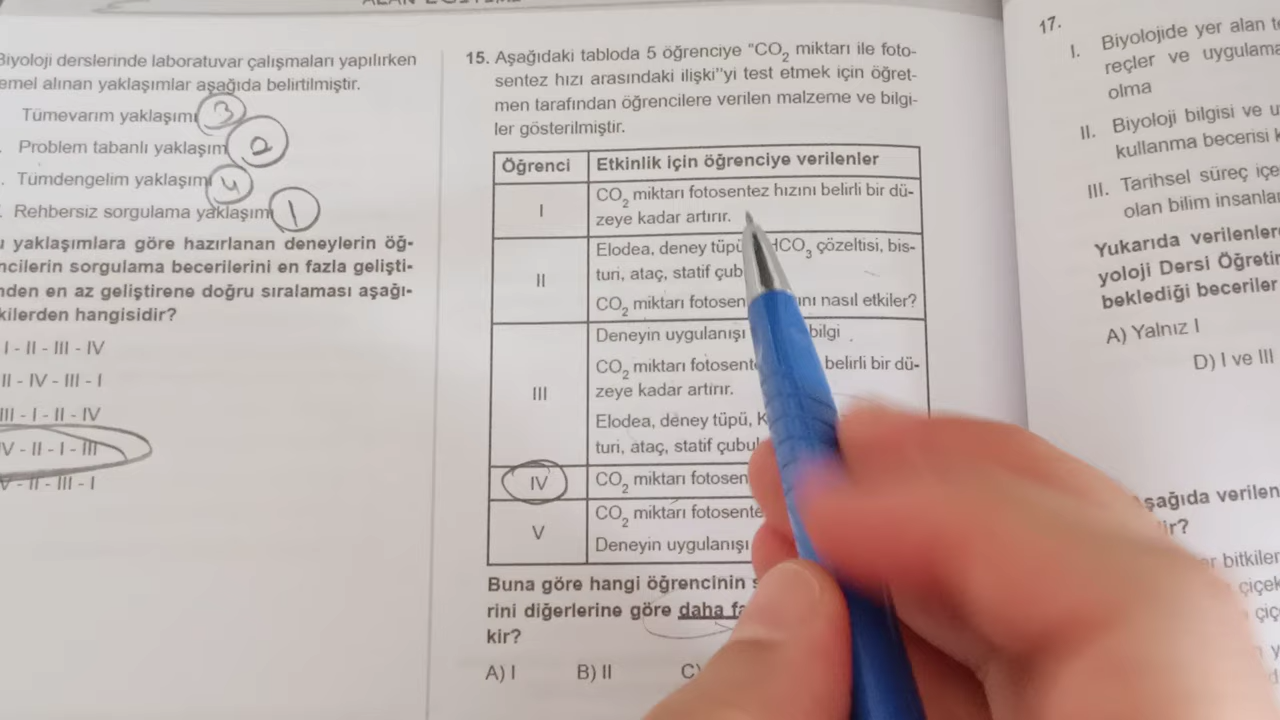 Biyoloji derslerinde laboratuvar çalışmaları yapılırken
temel alınan yaklaşımlar aşağıda belirtilmiştir.
Tümevarım yaklaşımı 3
Problem tabanlı yaklaşım 2
Tümdengelim yaklaşım 4
Rehbersiz sorgulama yaklaşımı 1
yaklaşımlara göre hazırlanan deneylerin öğ-
rencilerin sorgulama becerilerini en fazla gelişti-
en az geliştirene doğru sıralaması aşağı-
dakilerden hangisidir?
I - II - III - IV
II - IV - III - I
III - I - II - IV
IV - II - I - III
- II - III - I
15. Aşağıdaki tabloda 5 öğrenciye "CO2 miktarı ile foto-
sentez hızı arasındaki ilişki"yi test etmek için öğret-
men tarafından öğrencilere verilen malzeme ve bilgi-
ler gösterilmiştir.
Öğrenci Etkinlik için öğrenciye verilenler
I
CO2 miktarı fotosentez hızını belirli bir dü-
zeye kadar artırır.
II
Elodea, deney tüpü HCO3 çözeltisi, bis-
turi, ataç, statif çub
CO2 miktarı fotosen nasıl etkiler?
III
Deneyin uygulanışı bilgi
CO2 miktarı fotosent belirli bir dü-
zeye kadar artırır.
Elodea, deney tüpü, K
turi, ataç, statif çubu
IV
CO2 miktarı fotosen
V
CO2 miktarı fotosente
Deneyin uygulanışı
Buna göre hangi öğrencinin
rini diğerlerine göre daha fa
kir?
A) I B) II C)
17.
I. Biyolojide yer alan
reçler ve uygulama
olma
II. Biyoloji bilgisi ve u
kullanma becerisi
III. Tarihsel süreç içe
olan bilim insanla
Yukarıda verilenler
yoloji Dersi Öğretim
beklediği beceriler
A) Yalnız I
D) I ve III
aşağıda verilen
ir?
bitkiler
çiçek